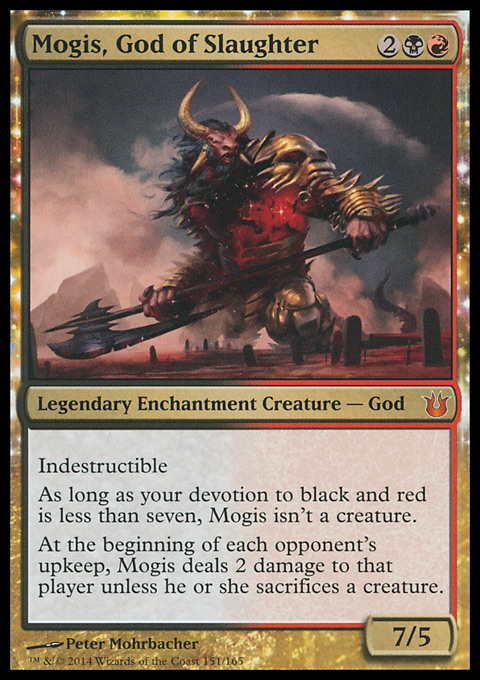 Mogis, God of Slaughter 2
Legendary Enchantment Creature — God
Indestructible
As long as your devotion to black and red
is less than seven, Mogis isn't a creature.
At the beginning of each opponent's
upkeep, Mogis deals 2 damage to that
player unless he or she sacrifices a creature.
7/5
Peter Mohrbacher
™ & © 2014 Wizards of the Coast 151/165